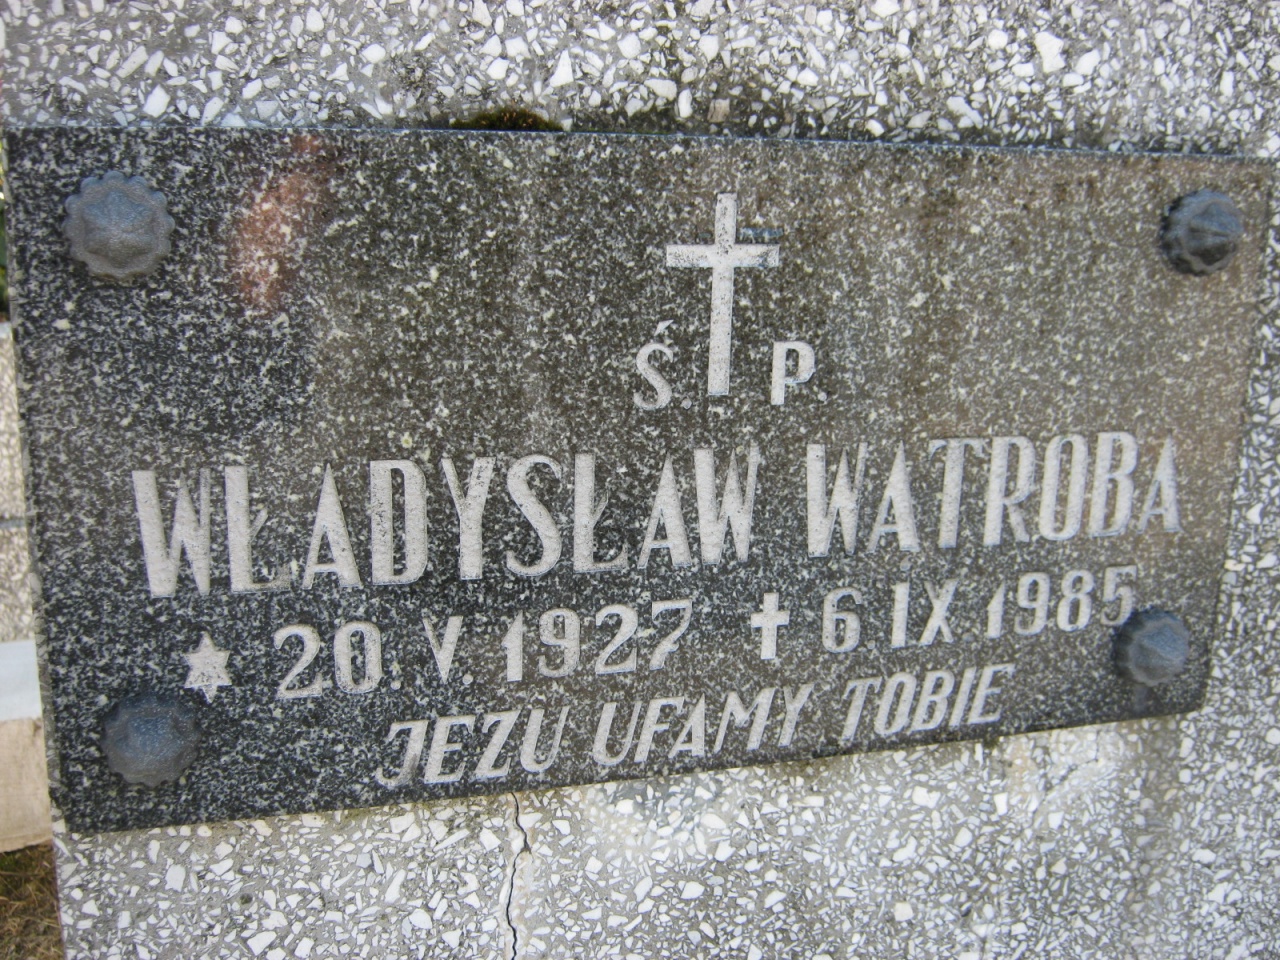 Ś. P.
WŁADYSŁAW WATROBA
20.V.1927 6.IX 1985
JEZU UFAMY TOBIE